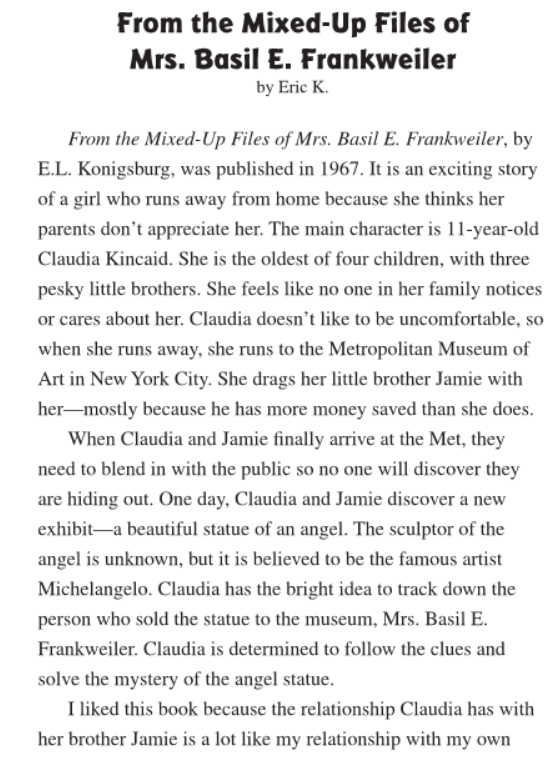 From the Mixed-Up Files of
Mrs. Basil E. Frankweiler
by Eric K.
From the Mixed-Up Files of Mrs. Basil E. Frankweiler, by
E.L. Konigsburg, was published in 1967. It is an exciting story
of a girl who runs away from home because she thinks her
parents don’t appreciate her. The main character is 11-year-old
Claudia Kincaid. She is the oldest of four children, with three
pesky little brothers. She feels like no one in her family notices
or cares about her. Claudia doesn’t like to be uncomfortable, so
when she runs away, she runs to the Metropolitan Museum of
Art in New York City. She drags her little brother Jamie with
her—mostly because he has more money saved than she does.
When Claudia and Jamie finally arrive at the Met, they
need to blend in with the public so no one will discover they
are hiding out. One day, Claudia and Jamie discover a new
exhibit—a beautiful statue of an angel. The sculptor of the
angel is unknown, but it is believed to be the famous artist
Michelangelo. Claudia has the bright idea to track down the
person who sold the statue to the museum, Mrs. Basil E.
Frankweiler. Claudia is determined to follow the clues and
solve the mystery of the angel statue.
I liked this book because the relationship Claudia has with
her brother Jamie is a lot like my relationship with my own